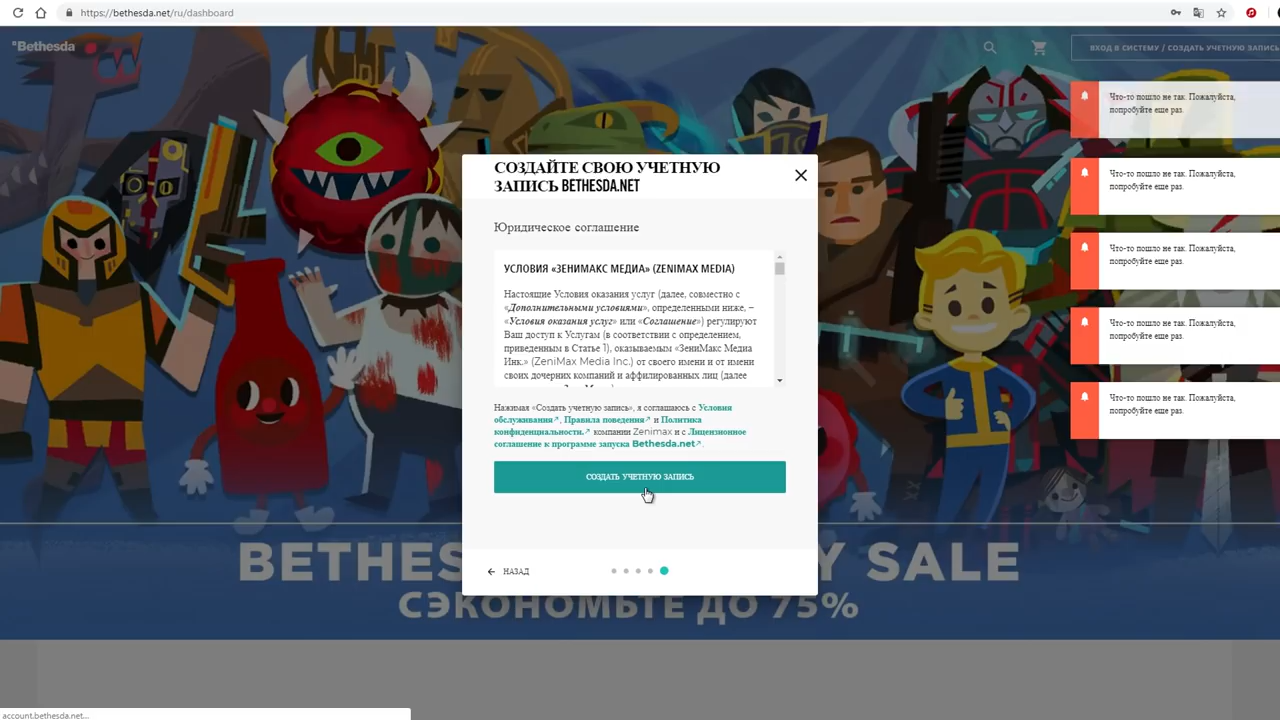 https://bethesda.net/ru/dashboard
Bethesda
ВХОД В СИСТЕМУ / СОЗДАТЬ УЧЕТНУЮ ЗАПИСЬ
Что-то пошло не так. Пожалуйста,
попробуйте еще раз.
Что-то пошло не так. Пожалуйста,
попробуйте еще раз.
Что-то пошло не так. Пожалуйста,
попробуйте еще раз.
Что-то пошло не так. Пожалуйста,
попробуйте еще раз.
Что-то пошло не так. Пожалуйста,
попробуйте еще раз.
СОЗДАЙТЕ СВОЮ УЧЕТНУЮ
ЗАПИСЬ BETHESDA.NET
Юридическое соглашение
УСЛОВИЯ «ЗЕНИМАКС МЕДИА» (ZENIMAX MEDIA)
Настоящие Условия оказания услуг (далее, совместно с
«Дополнительными условиями», определенными ниже, –
«Условия оказания услуг» или «Соглашение») регулируют
Ваш доступ к Услугам (в соответствии с определением,
приведенным в Статье 1), оказываемым «ЗениМакс Медиа
Инк.» (ZeniMax Media Inc.) от своего имени и от имени
своих дочерних компаний и аффилированных лиц (далее
Нажимая «Создать учетную запись», я соглашаюсь с Условия
обслуживания, Правила поведения и Политика
конфиденциальности. компании Zenimax и с Лицензионное
соглашение к программе запуска Bethesda.net.
СОЗДАТЬ УЧЕТНУЮ ЗАПИСЬ
НАЗАД
BETHES
Y SALE
СЭКОНОМЬТЕ ДО 75%
account.bethesda.net...